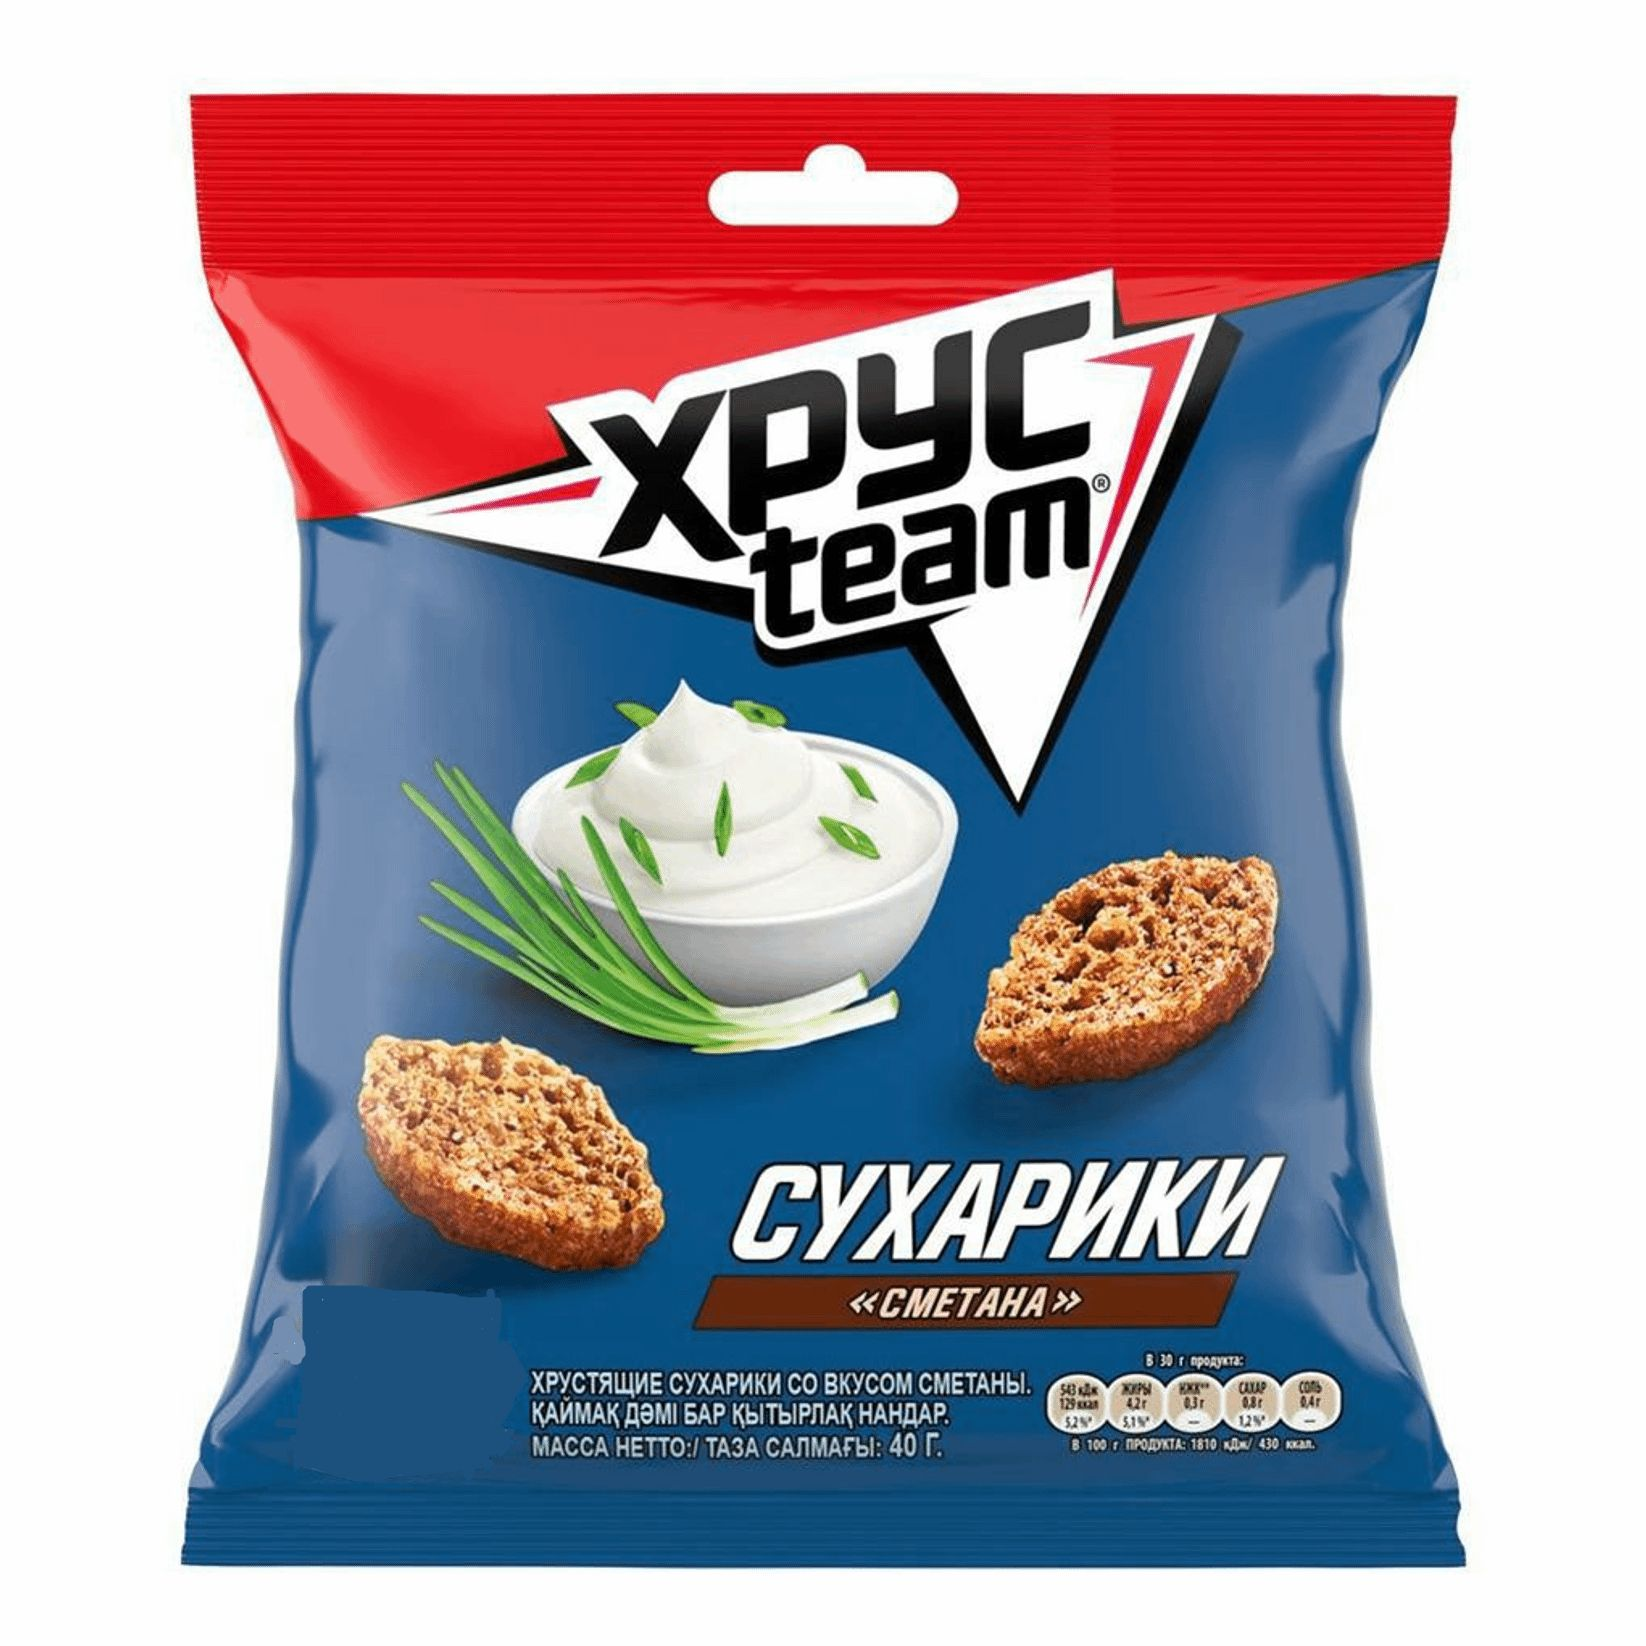 ХРУС
team®
СУХАРИКИ
«СМЕТАНА»
ХРУСТЯЩИЕ СУХАРИКИ СО ВКУСОМ СМЕТАНЫ.
ҚАЙМАҚ ДӘМІ БАР ҚЫТЫРЛАҚ НАНДАР.
МАССА НЕТТО:/ ТАЗА САЛМАҒЫ: 40 Г.
В 30 г продукта:
543 кДж ЖИРЫ НЖК** САХАР СОЛЬ
129 ккал 4,2 г 0,3 г 0,8 г 0,4 г
5,2%* 5,1%* — 1,2%* —
В 100 г ПРОДУКТА: 1810 кДж/ 430 ккал.